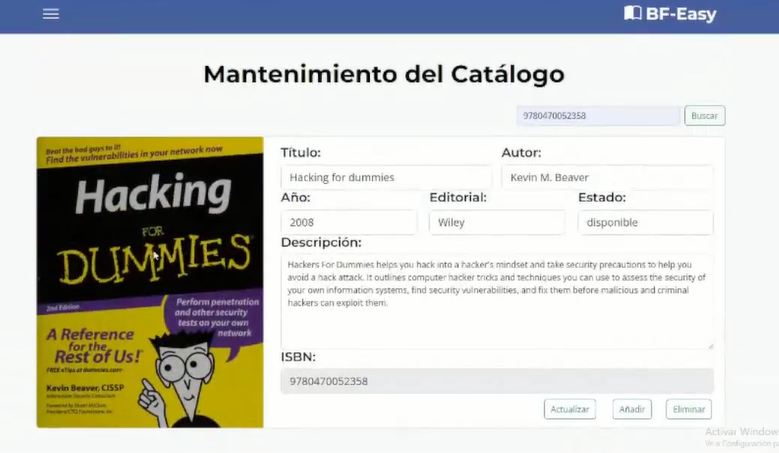 BF-Easy
Mantenimiento del Catálogo
9780470052358
Buscar
Beat the bad guys to it!
Find the vulnerabilities in your network now
Hacking
FOR
DUMMIES
2nd Edition
Perform penetration
and other security
tests on your own
network
A Reference
for the
Rest of Us!
FREE eTips at dummies.com
Kevin Beaver, CISSP
Information Security Consultant
Título:
Autor:
Hacking for dummies
Kevin M. Beaver
Año:
Editorial:
Estado:
2008
Wiley
disponible
Descripción:
Hackers For Dummies helps you hack into a hacker's mindset and take security precautions to help you
avoid a hack attack. It outlines computer hacker tricks and techniques you can use to assess the security of
your own information systems, find security vulnerabilities, and fix them before malicious and criminal
hackers can exploit them.
ISBN:
9780470052358
Actualizar
Añadir
Eliminar
Activar Window